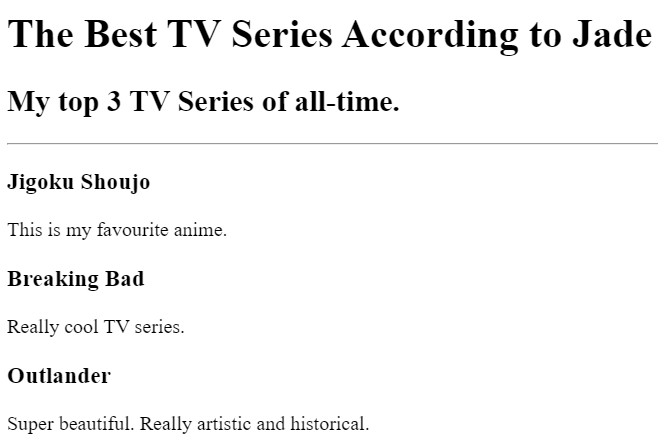 The Best TV Series According to Jade
My top 3 TV Series of all-time.
Jigoku Shoujo
This is my favourite anime.
Breaking Bad
Really cool TV series.
Outlander
Super beautiful. Really artistic and historical.